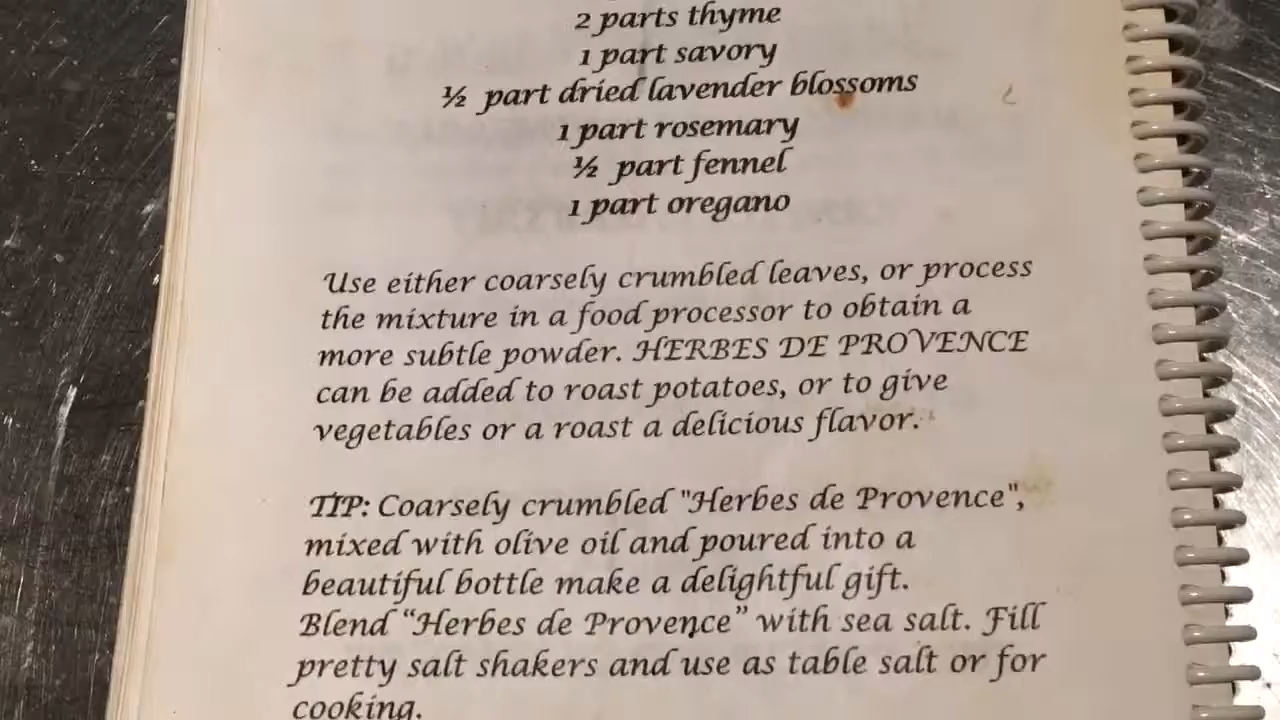 2 parts thyme
1 part savory
½ part dried lavender blossoms
1 part rosemary
½ part fennel
1 part oregano
Use either coarsely crumbled leaves, or process
the mixture in a food processor to obtain a
more subtle powder. HERBES DE PROVENCE
can be added to roast potatoes, or to give
vegetables or a roast a delicious flavor.
TIP: Coarsely crumbled "Herbes de Provence",
mixed with olive oil and poured into a
beautiful bottle make a delightful gift.
Blend “Herbes de Provence” with sea salt. Fill
pretty salt shakers and use as table salt or for
cooking.